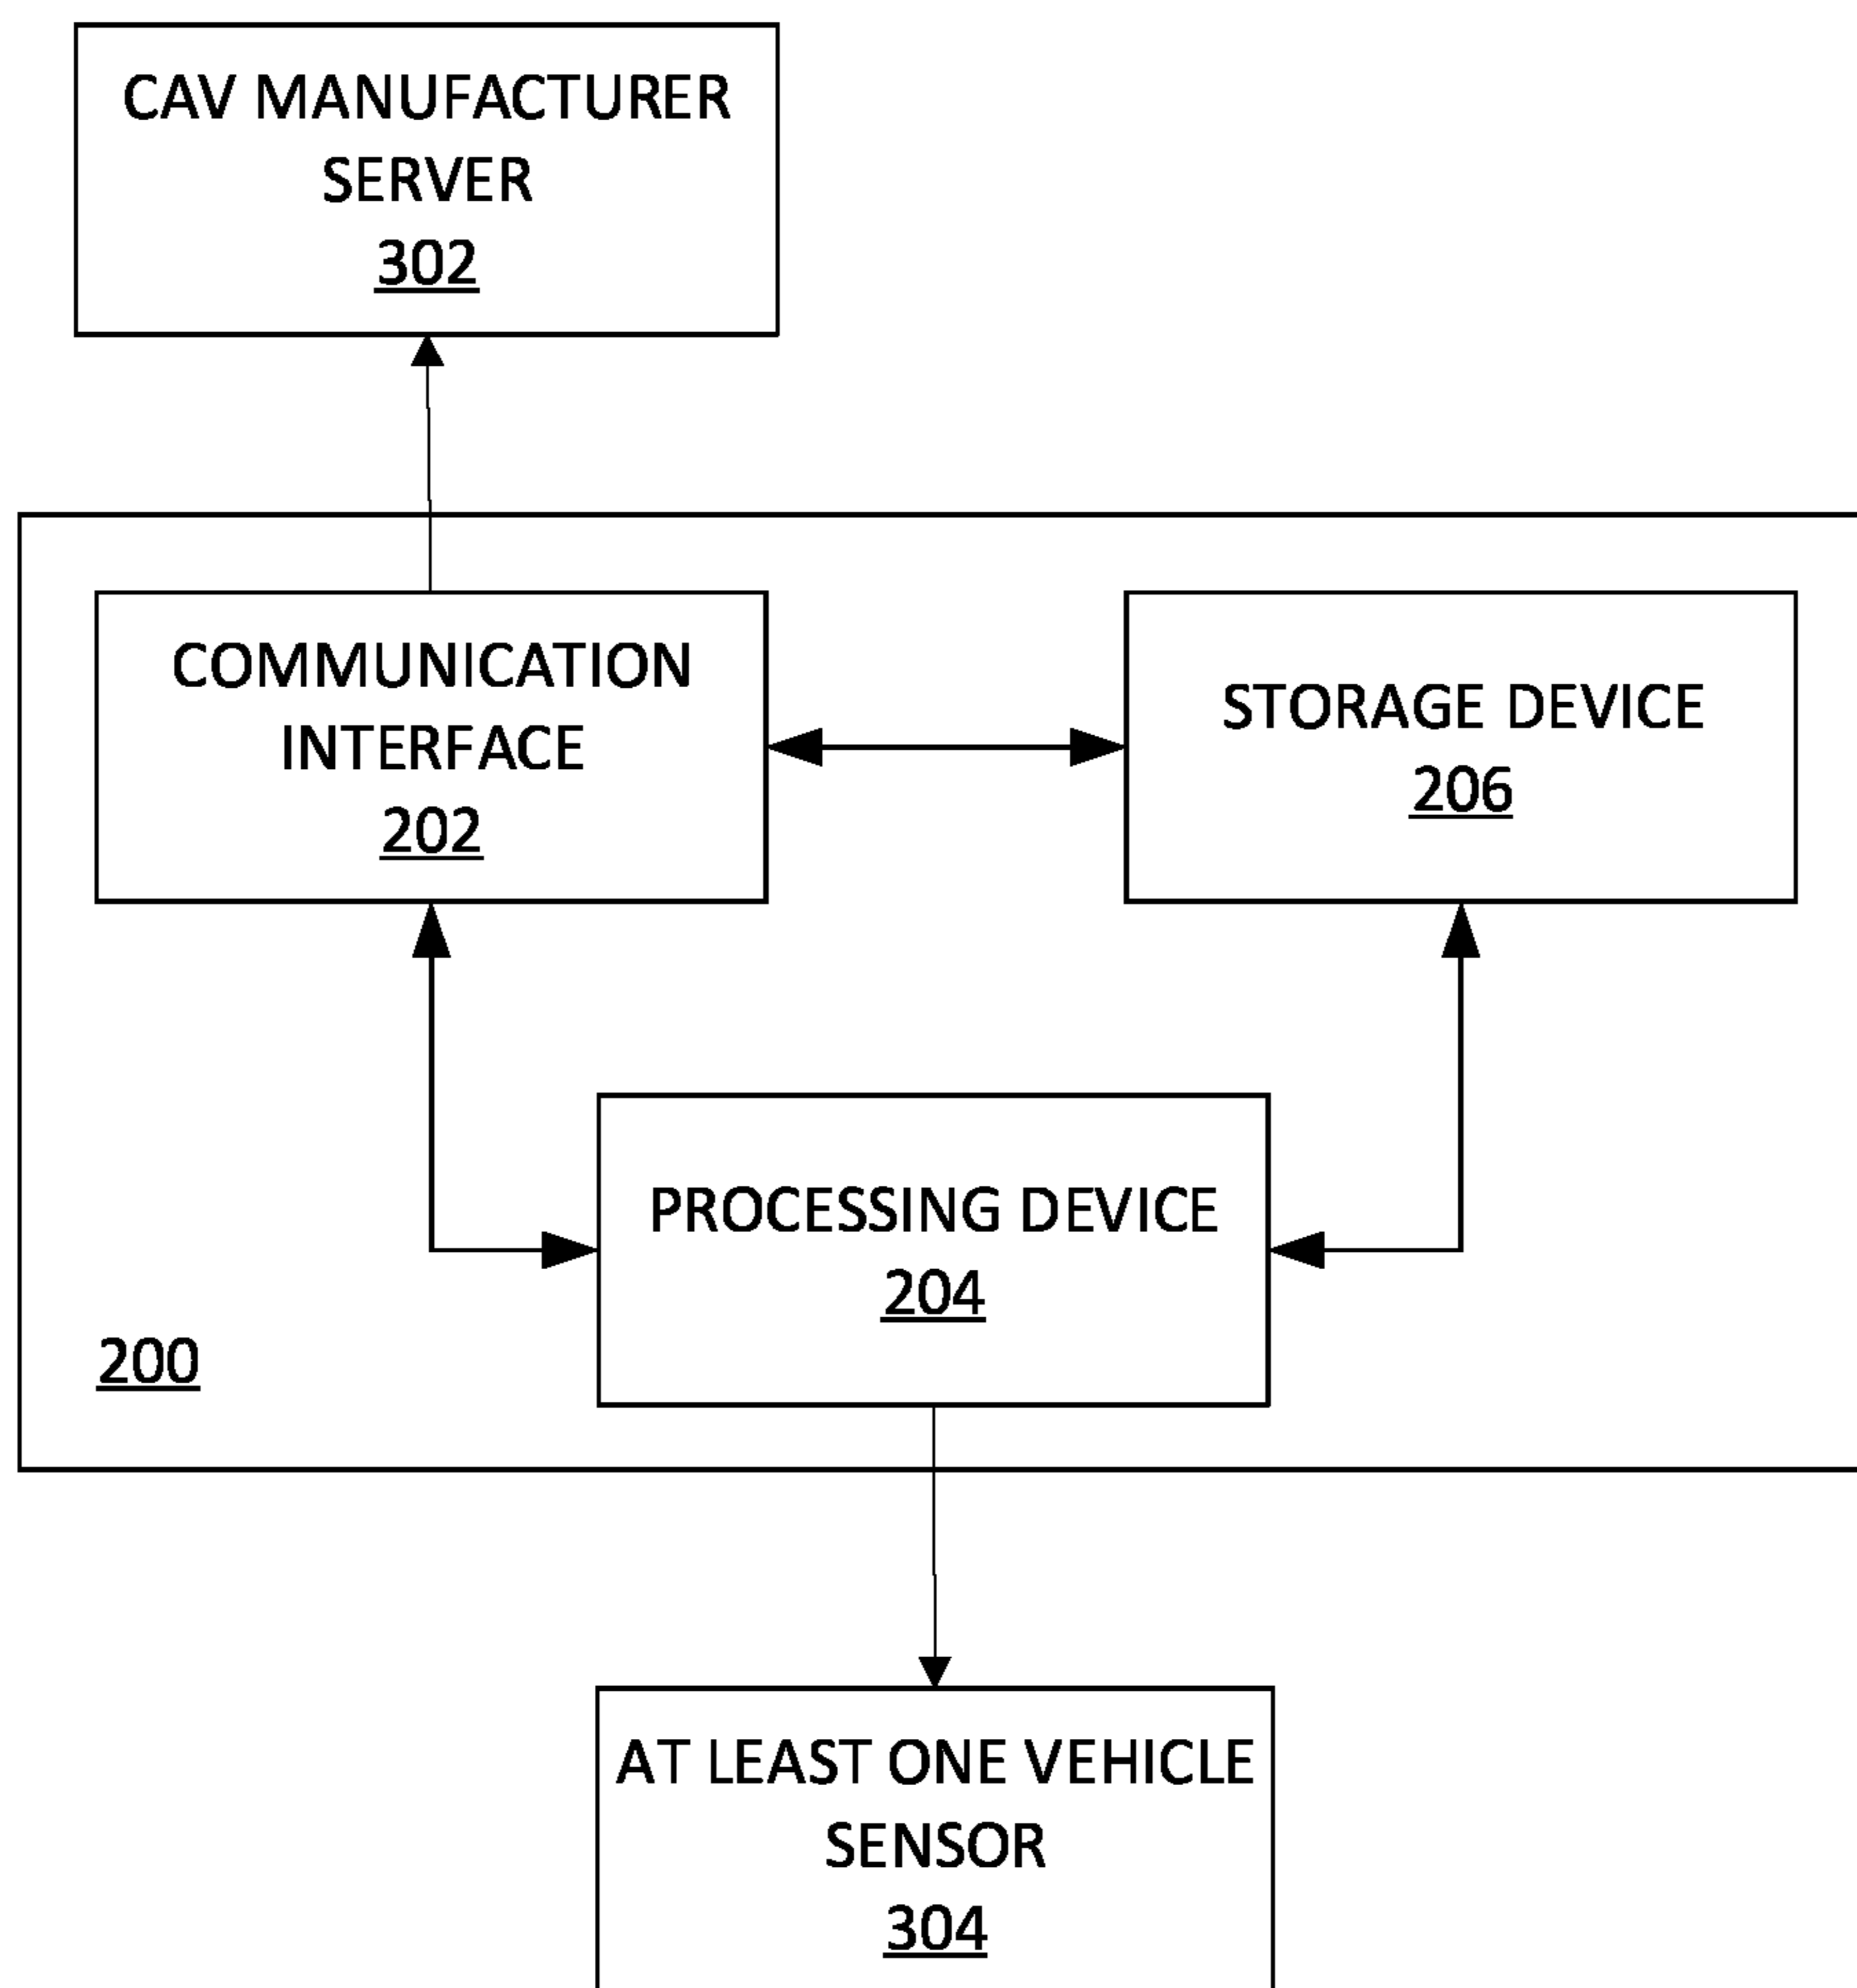 CAV MANUFACTURER
SERVER
302
COMMUNICATION
INTERFACE
202
STORAGE DEVICE
206
PROCESSING DEVICE
204
200
AT LEAST ONE VEHICLE
SENSOR
304